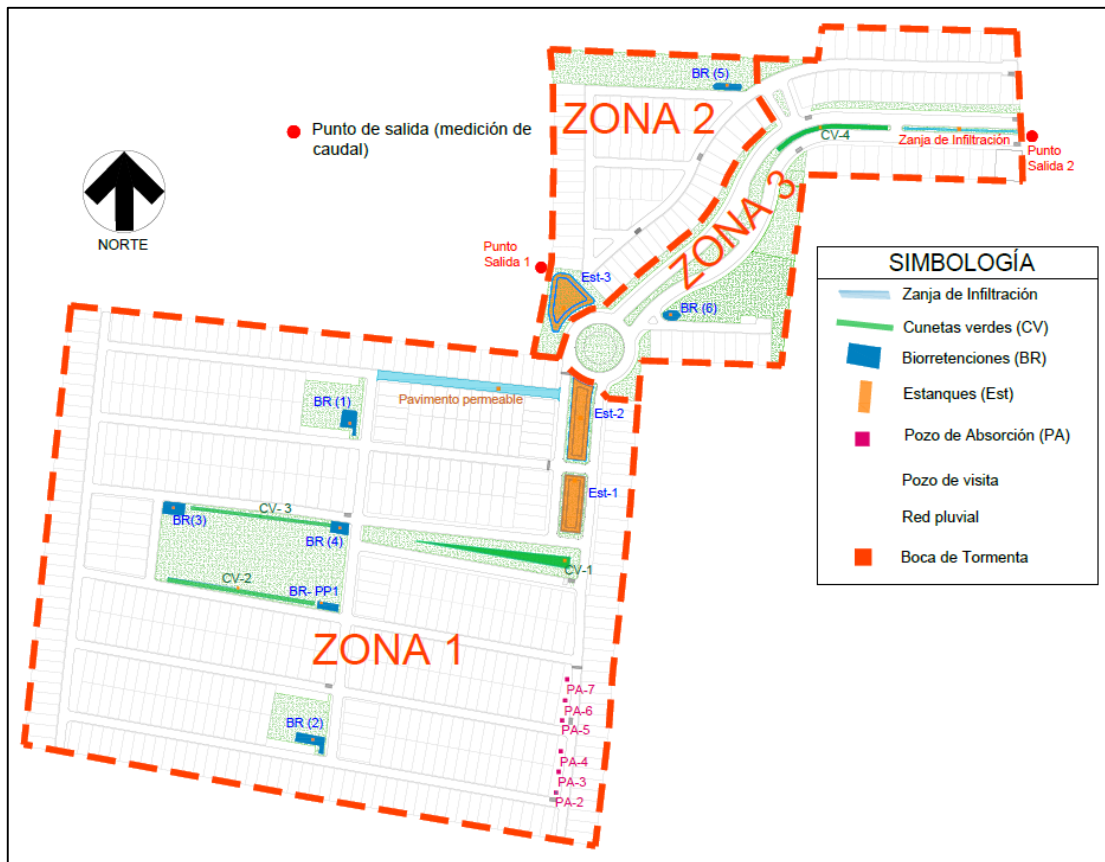 BR (5)
ZONA 2
Punto de salida (medición de
caudal)
CV-4
Zanja de Infiltración
Punto
Salida 2
NORTE
ZONA 3
Punto
Salida 1
Est-3
BR (6)
SIMBOLOGÍA
Zanja de Infiltración
Cunetas verdes (CV)
Biorretenciones (BR)
Estanques (Est)
Pozo de Absorción (PA)
Pozo de visita
Red pluvial
Boca de Tormenta
Pavimento permeable
BR (1)
Est-2
Est-1
CV- 3
BR(3)
BR (4)
CV-1
CV-2
BR- PP1
ZONA 1
PA-7
PA-6
PA-5
BR (2)
PA-4
PA-3
PA-2